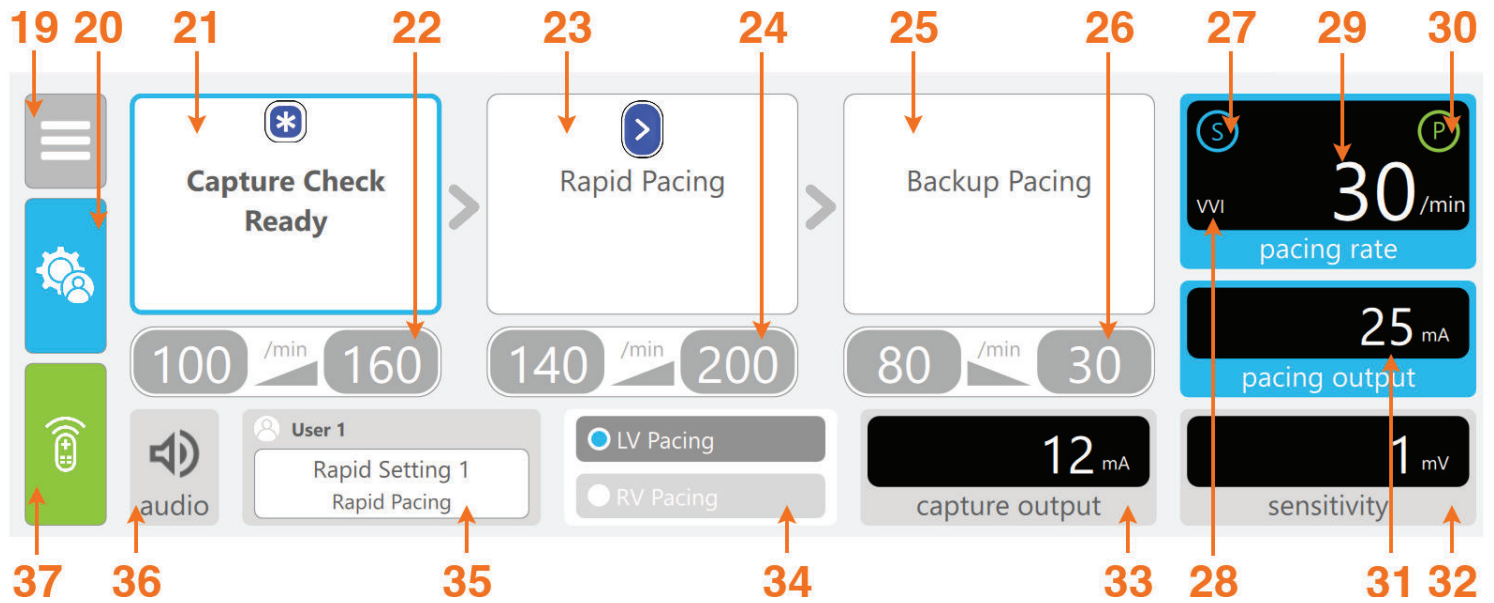 19 20 21 22 23 24 25 26 27 29 30
Capture Check
Ready
Rapid Pacing
Backup Pacing
S P
VVI 30 /min
pacing rate
100 /min 160
140 /min 200
80 /min 30
25 mA
pacing output
audio
User 1
Rapid Setting 1
Rapid Pacing
LV Pacing
RV Pacing
12 mA
capture output
1 mV
sensitivity
37 36 35 34 33 28 31 32